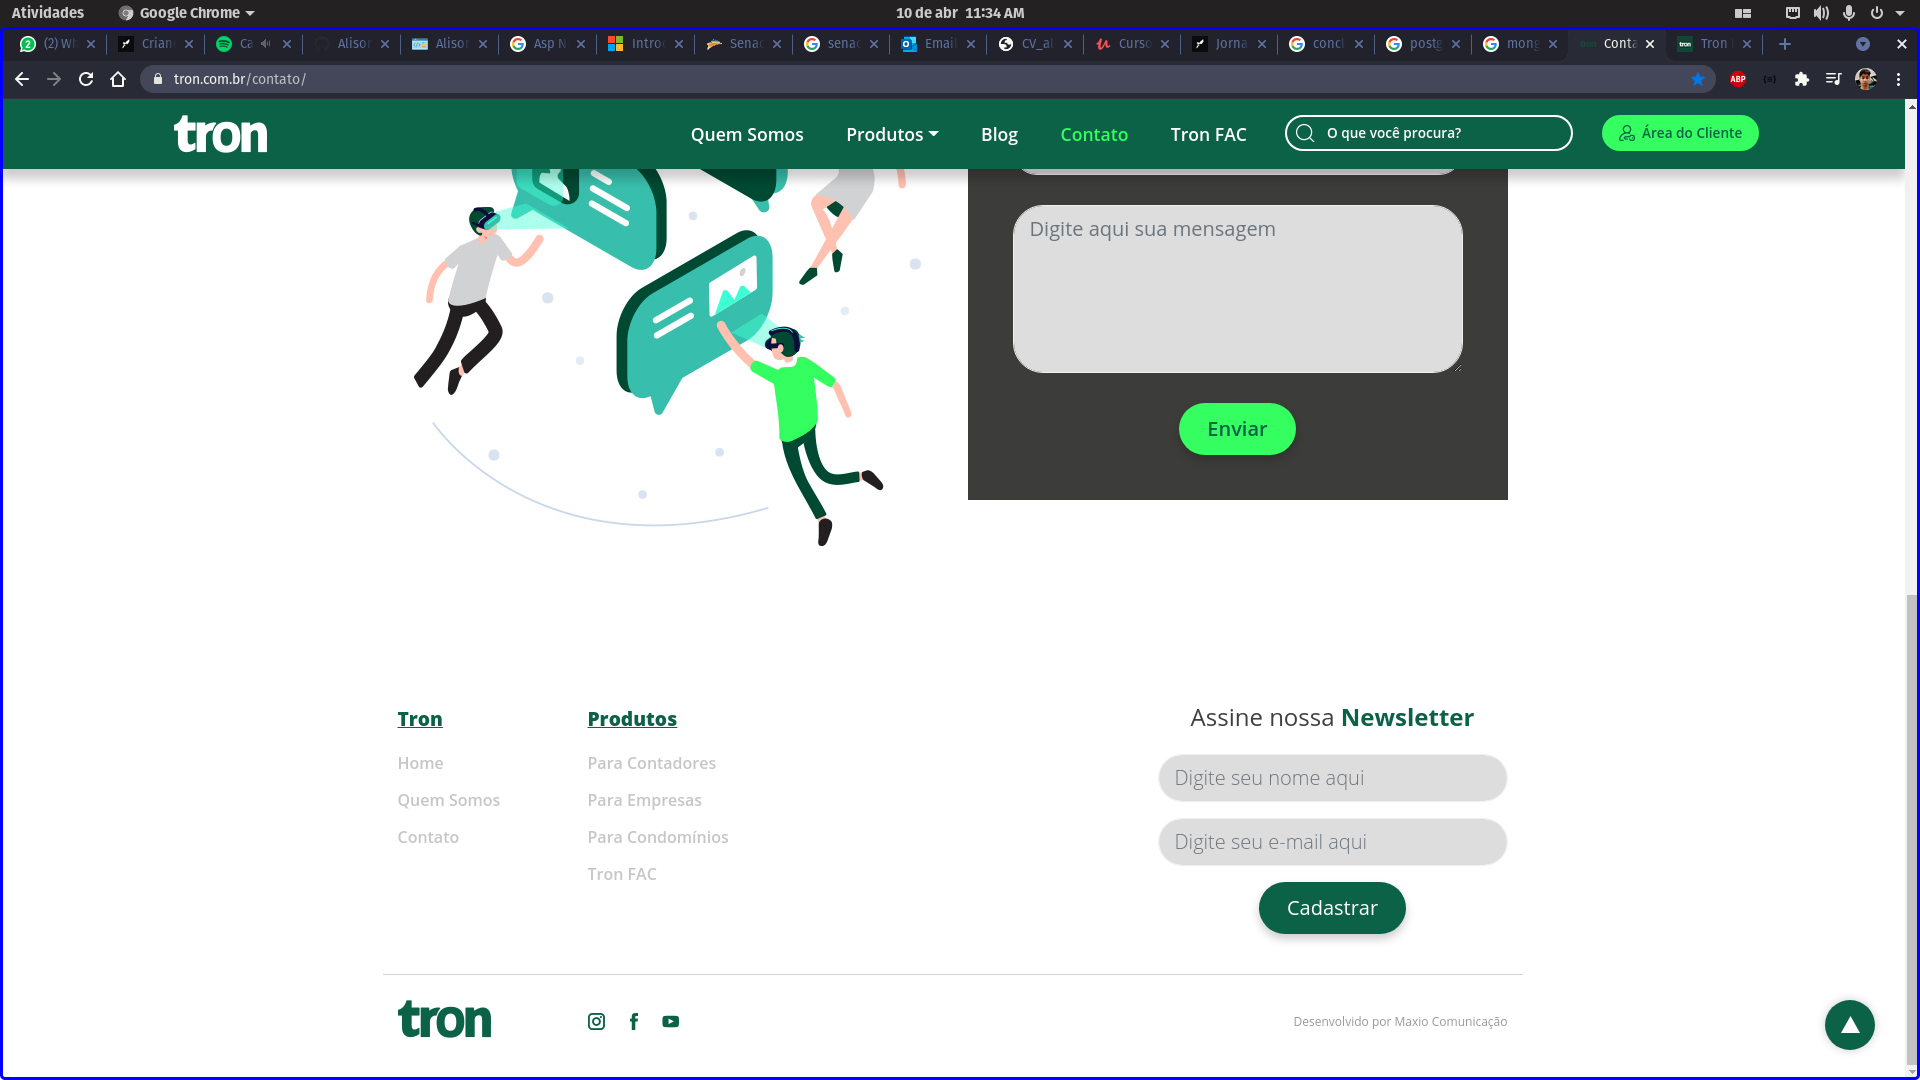 Atividades Google Chrome 10 de abr 11:34 AM
(2) Wh Crian Ca Alison Alison Asp N Introd Senac senac Email CV_al Curso Jorna concl postg mong Conta Tron
tron.com.br/contato/ ABP
tron Quem Somos Produtos Blog Contato Tron FAC O que você procura? Área do Cliente
Digite aqui sua mensagem
Enviar
Tron Produtos Assine nossa Newsletter
Home Para Contadores Digite seu nome aqui
Quem Somos Para Empresas
Contato Para Condomínios Digite seu e-mail aqui
Tron FAC
Cadastrar
tron Desenvolvido por Maxio Comunicação